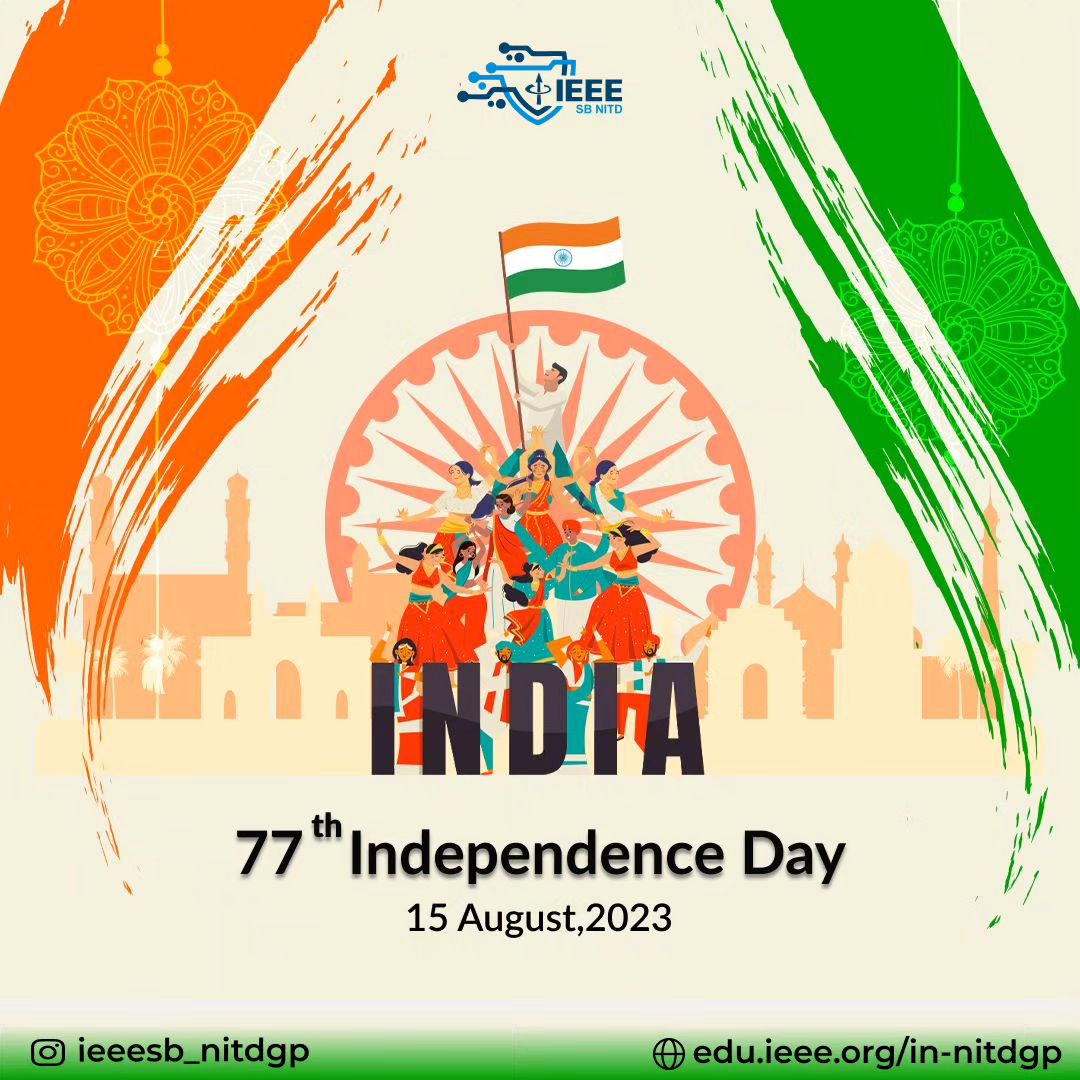 IEEE
SB NITD
INDIA
77th Independence Day
15 August,2023
ieeesb_nitdgp
edu.ieee.org/in-nitdgp